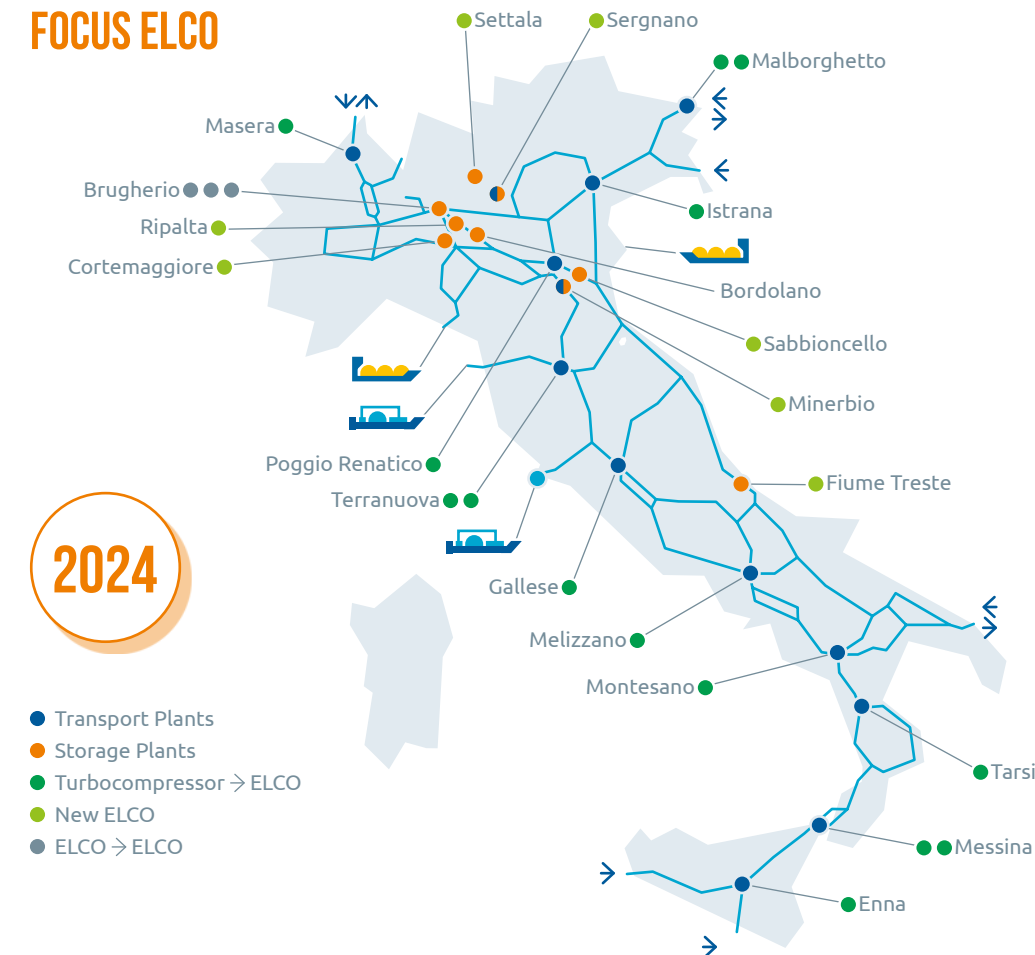 FOCUS ELCO
Settala
Sergnano
Malborghetto
Masera
Brugherio
Istrana
Ripalta
Cortemaggiore
Bordolano
Sabbioncello
Minerbio
Poggio Renatico
Fiume Treste
Terranuova
2024
Gallese
Melizzano
Montesano
Transport Plants
Storage Plants
Tarsi
Turbocompressor → ELCO
New ELCO
ELCO → ELCO
Messina
Enna